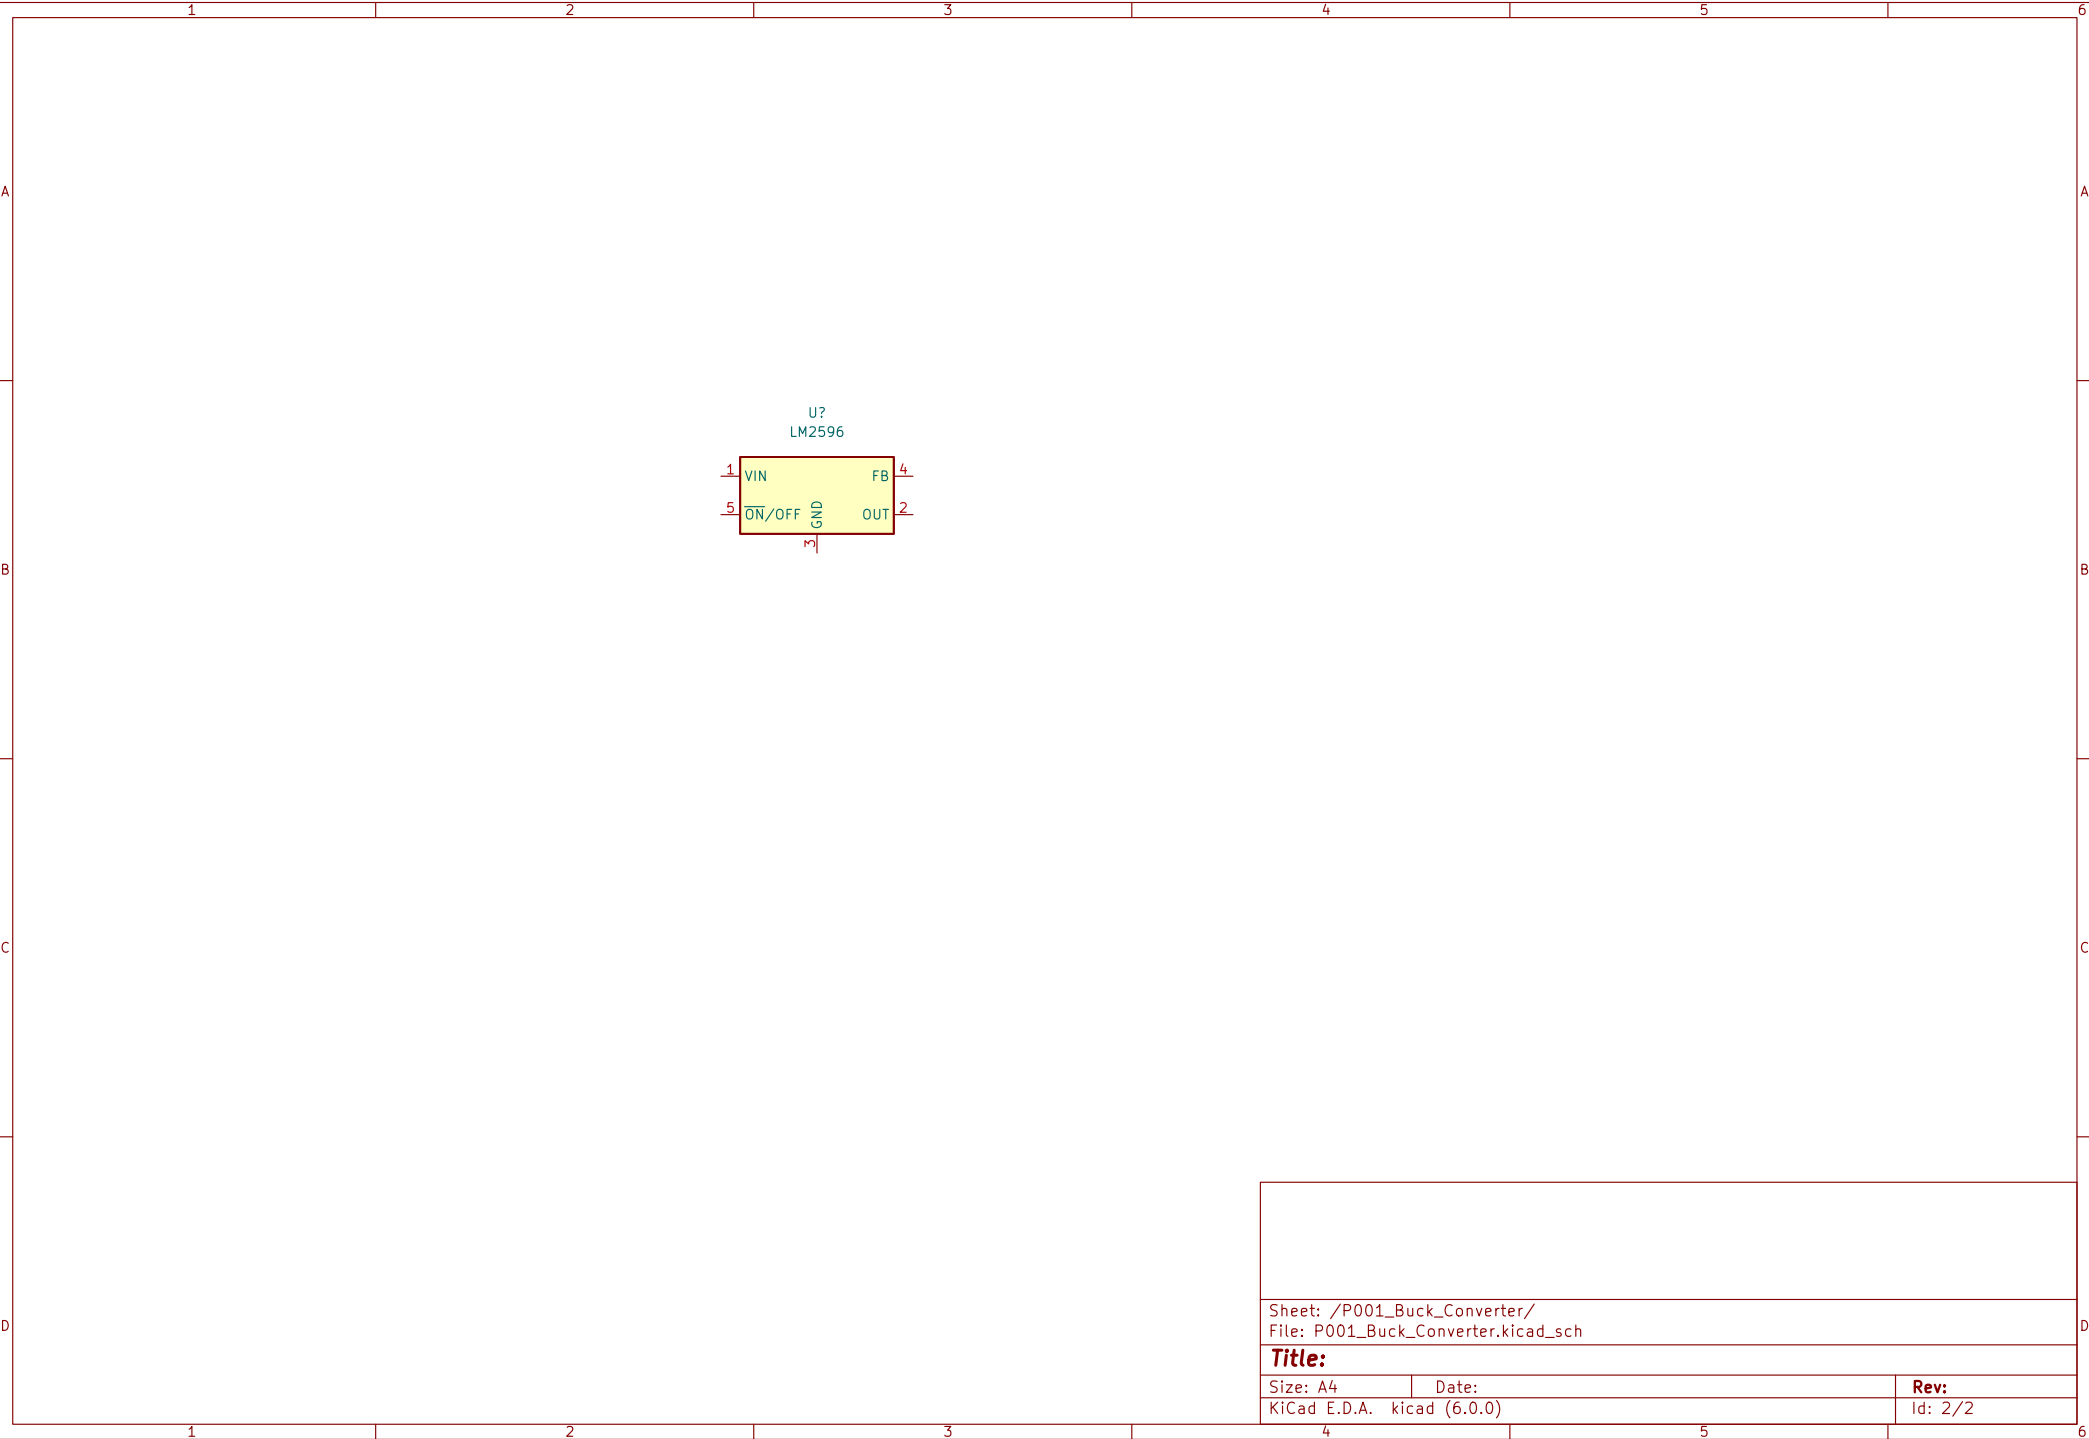 1 2 3 4 5 6
A A
U?
LM2596
1 VIN FB 4
5 ON/OFF GND OUT 2
3
B B
C C
Sheet: /P001_Buck_Converter/
File: P001_Buck_Converter.kicad_sch
D D
Title:
Size: A4 Date: Rev:
KiCad E.D.A. kicad (6.0.0) Id: 2/2
1 2 3 4 5 6